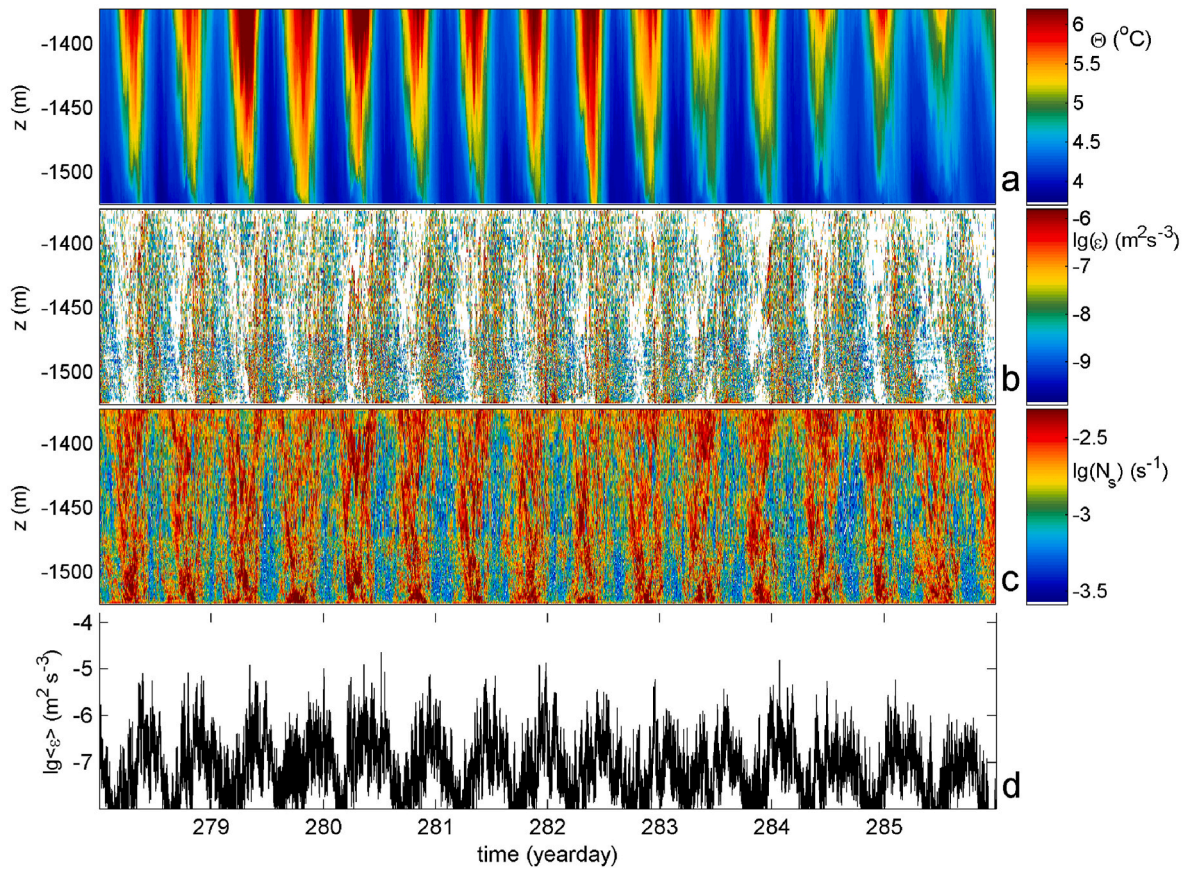 z (m)
-1400
-1450
-1500
a
6
5.5
5
4.5
4
Θ (°C)
z (m)
-1400
-1450
-1500
b
-6
-7
-8
-9
lg(ε) (m²s⁻³)
z (m)
-1400
-1450
-1500
c
-2.5
-3
-3.5
lg(Nₛ) (s⁻¹)
lg<ε> (m² s⁻³)
-4
-5
-6
-7
d
279 280 281 282 283 284 285
time (yearday)